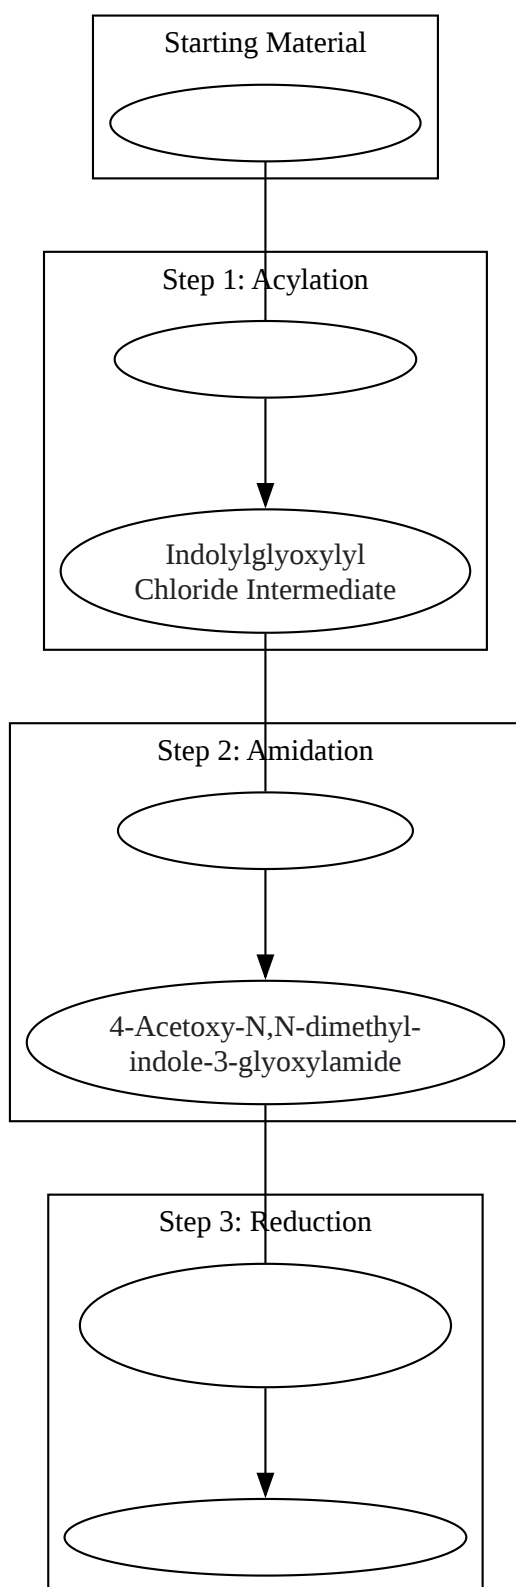 Starting Material
Step 1: Acylation
Indolylglyoxylyl
Chloride Intermediate
Step 2: Amidation
4-Acetoxy-N,N-dimethyl-
indole-3-glyoxylamide
Step 3: Reduction